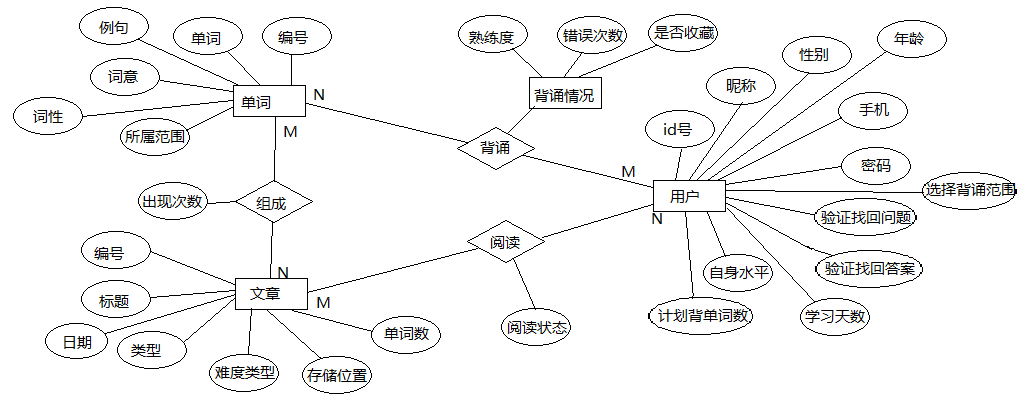 例句
单词
编号
熟练度
错误次数
是否收藏
年龄
性别
词意
昵称
单词
N
背诵情况
词性
手机
所属范围
M
背诵
id号
密码
M
选择背诵范围
出现次数
组成
用户
N
验证找回问题
阅读
编号
N
自身水平
验证找回答案
标题
文章
M
计划背单词数
学习天数
日期
类型
单词数
阅读状态
难度类型
存储位置